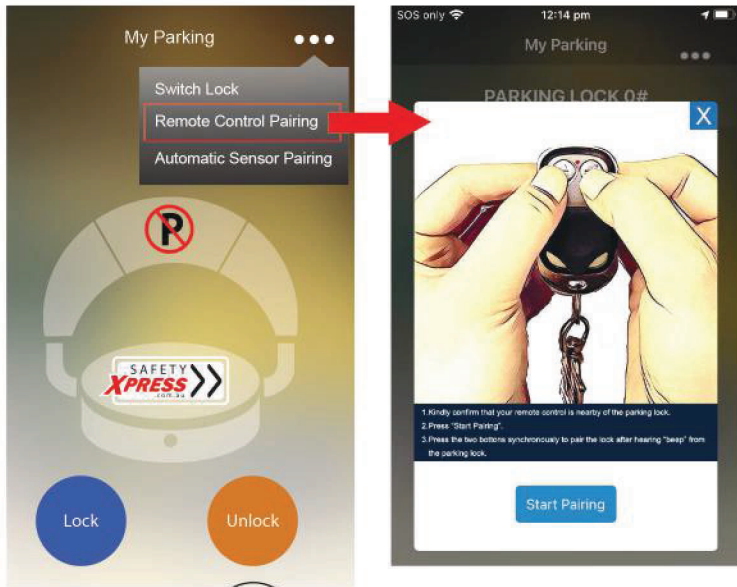 My Parking
Switch Lock
Remote Control Pairing
Automatic Sensor Pairing
P
SAFETY
XPRESS
.com.au
Lock
Unlock
SOS only
12:14 pm
My Parking
PARKING LOCK 0#
X
1.Kindly confirm that your remote control is nearby of the parking lock.
2.Press "Start Pairing".
3.Press the two bottons synchronously to pair the lock after hearing "beep" from
the parking lock.
Start Pairing